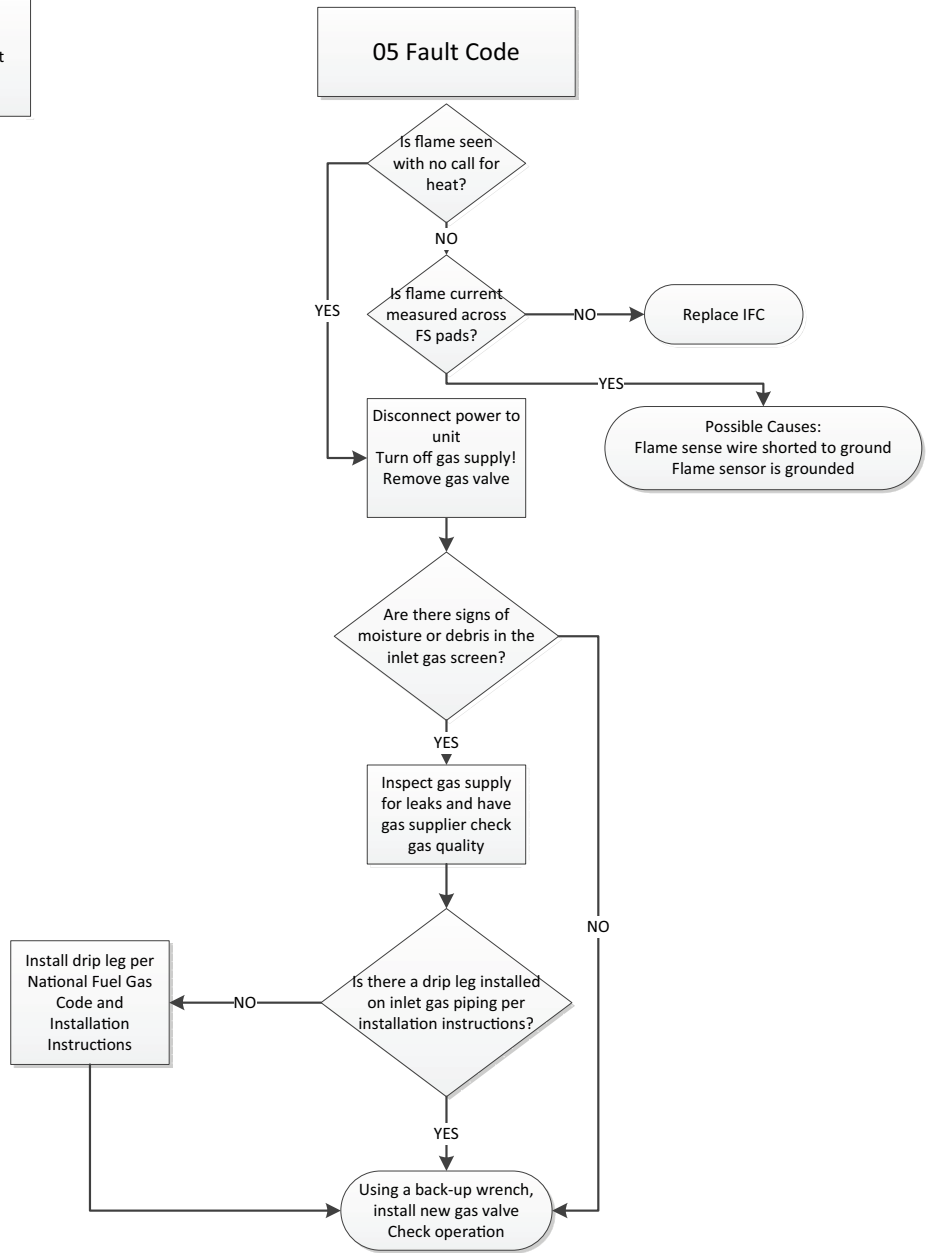 t
05 Fault Code
Is flame seen
with no call for
heat?
NO
YES
Is flame current
measured across
FS pads?
NO
Replace IFC
YES
Possible Causes:
Flame sense wire shorted to ground
Flame sensor is grounded
Disconnect power to
unit
Turn off gas supply!
Remove gas valve
Are there signs of
moisture or debris in the
inlet gas screen?
YES
NO
Inspect gas supply
for leaks and have
gas supplier check
gas quality
Is there a drip leg installed
on inlet gas piping per
installation instructions?
NO
Install drip leg per
National Fuel Gas
Code and
Installation
Instructions
YES
Using a back-up wrench,
install new gas valve
Check operation